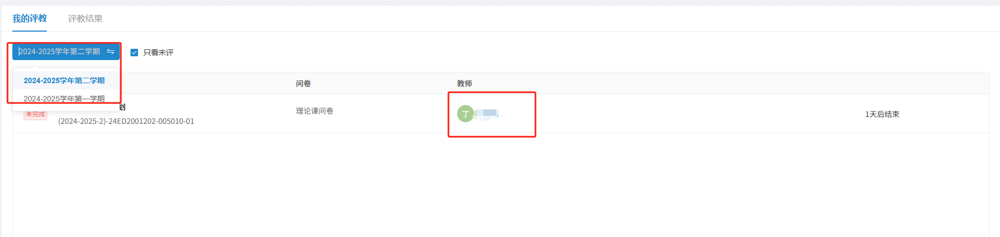 我的评教 评教结果
2024-2025学年第二学期 只看未评
2024-2025学年第二学期
2024-2025学年第一学期
问卷 教师
划
未完成
(2024-2025-2)-24ED2001202-005010-01
理论课问卷
丁
1天后结束